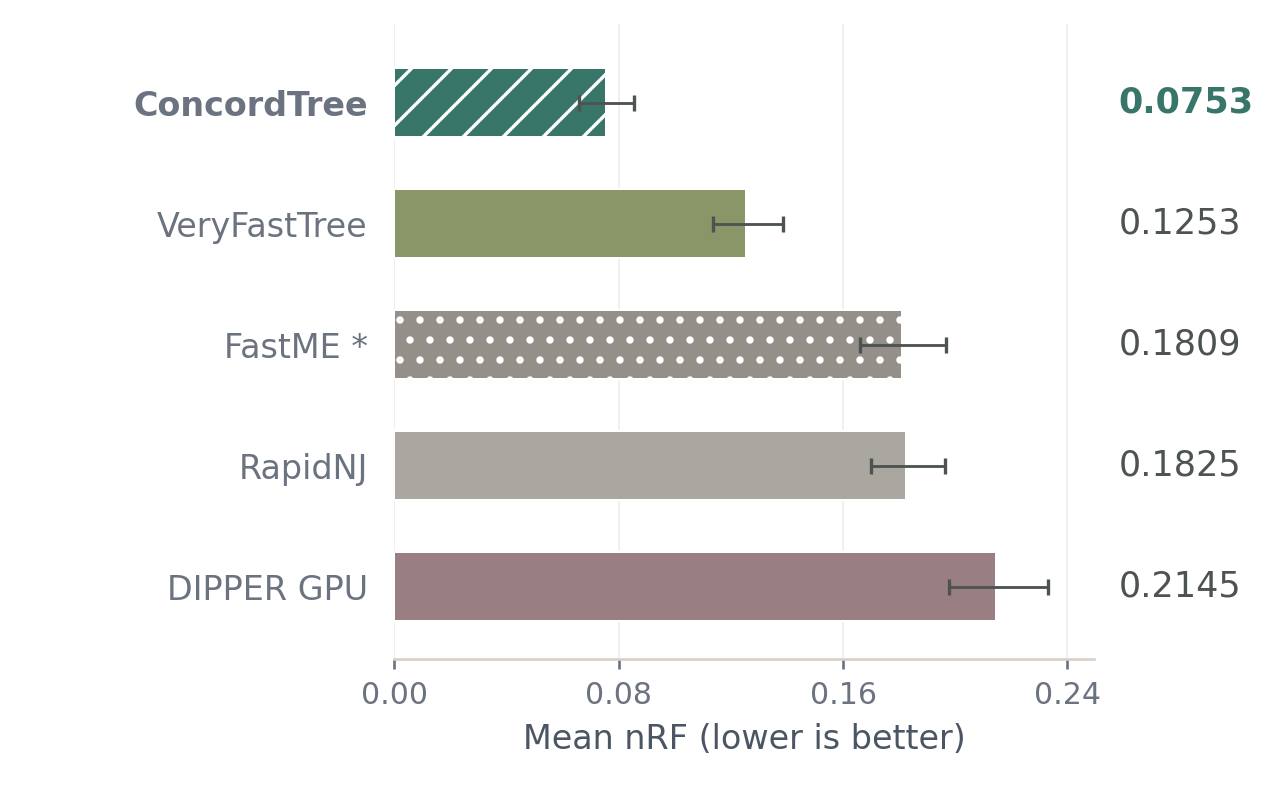 ConcordTree 0.0753
VeryFastTree 0.1253
FastME * 0.1809
RapidNJ 0.1825
DIPPER GPU 0.2145
0.00 0.08 0.16 0.24
Mean nRF (lower is better)